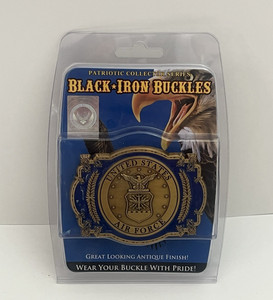 PATRIOTIC COLLECTOR SERIES
BLACK★IRON BUCKLES
UNITED STATES
AIR FORCE
GREAT LOOKING ANTIQUE FINISH!
WEAR YOUR BUCKLE WITH PRIDE!